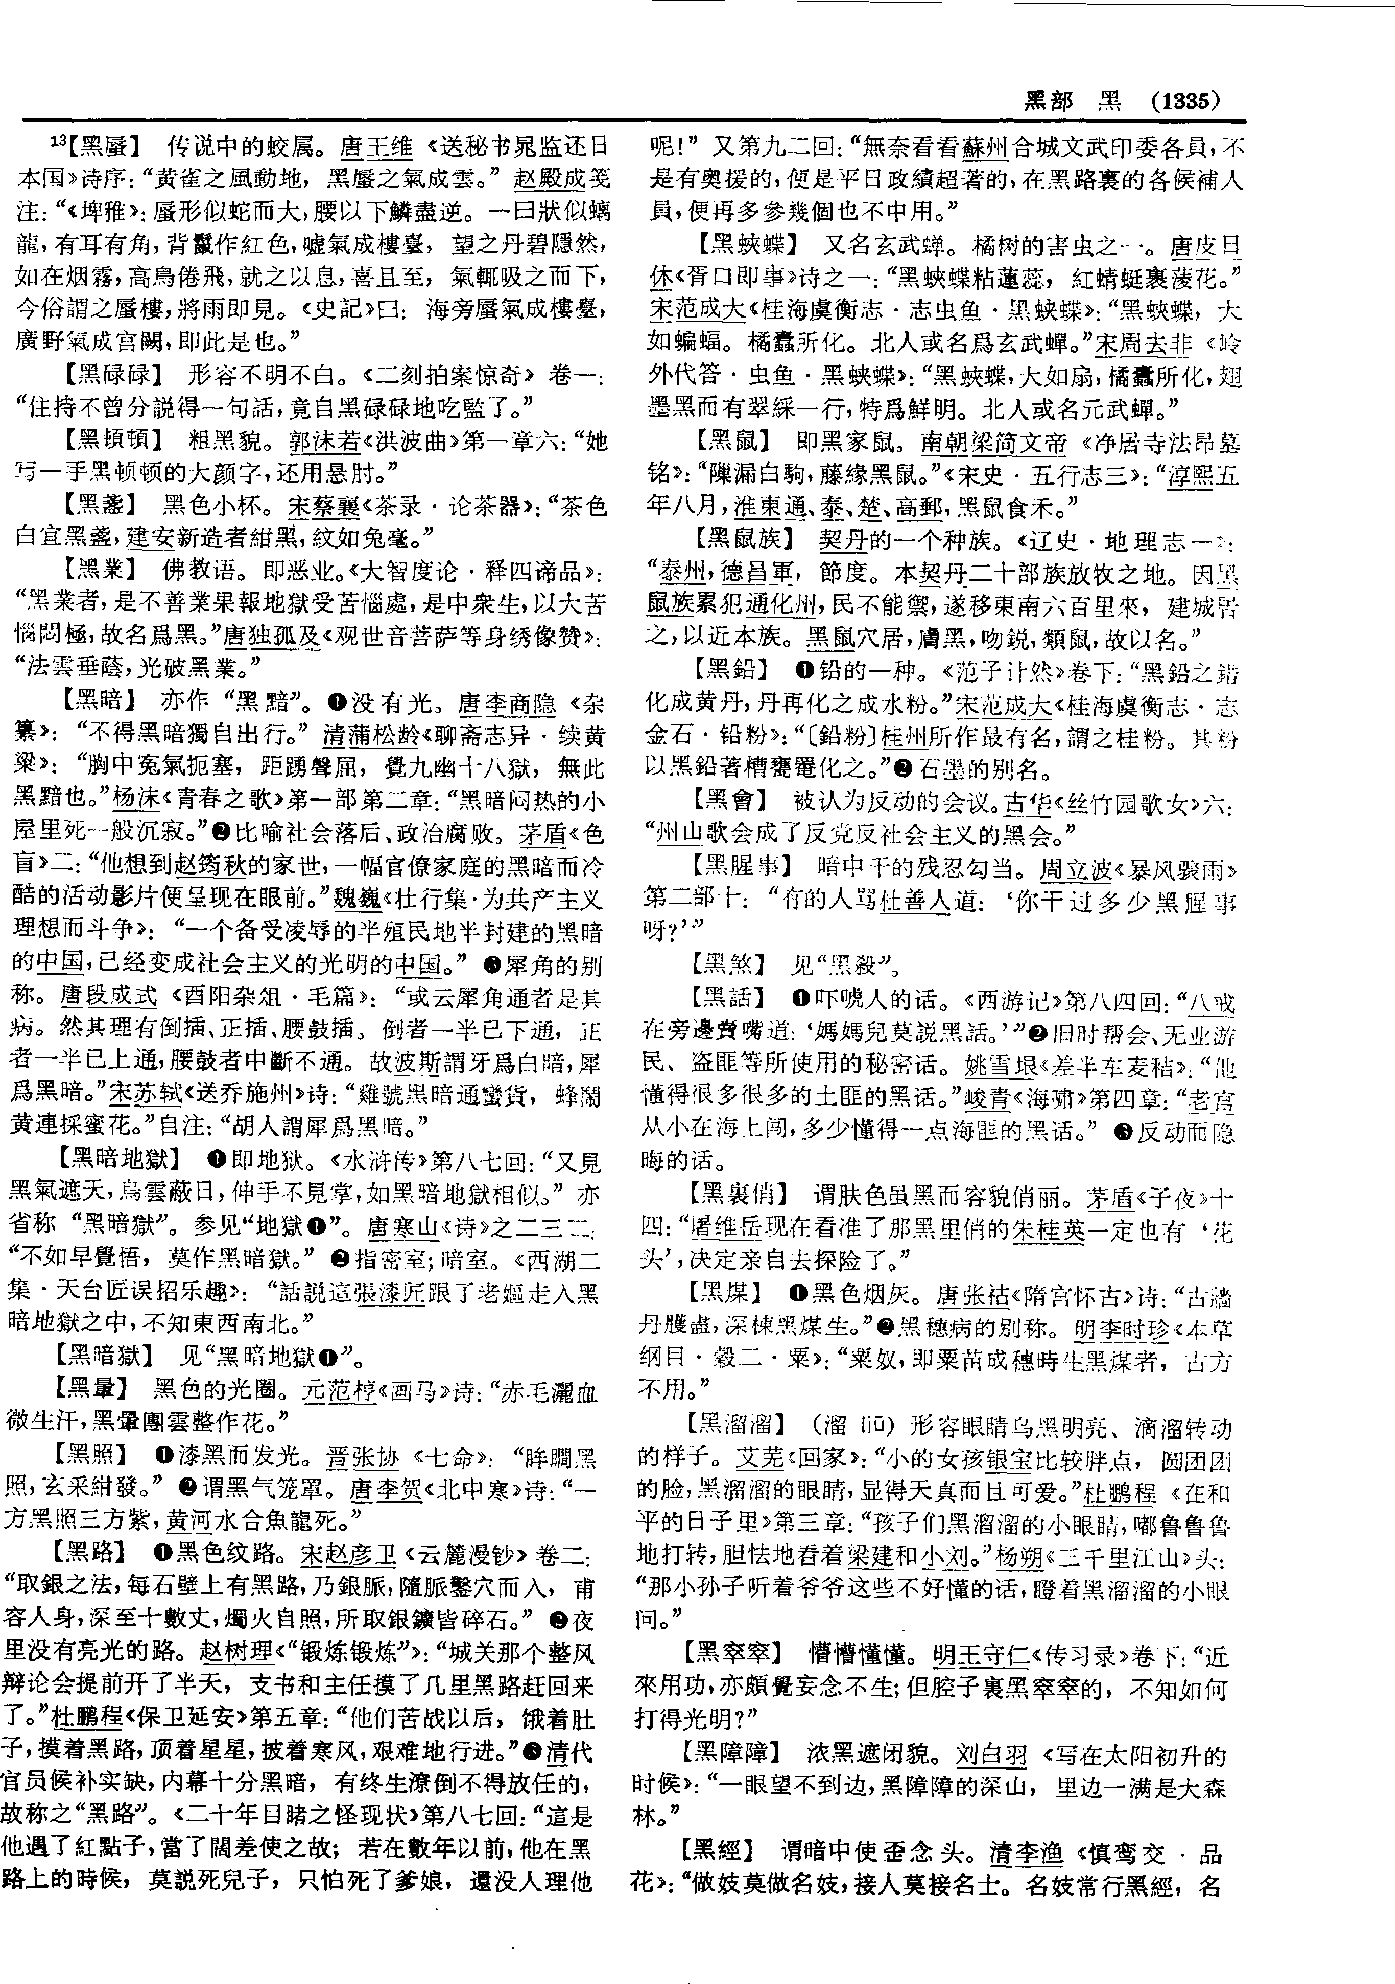 黑部 黑 (1335)
¹³【黑蜃】 传说中的蛟属。唐王维《送秘书晁监还日
本国》诗序：“黄雀之風動地，黑蜃之氣成雲。”赵殿成笺
注：“《埤雅》：蜃形似蛇而大，腰以下鱗盡逆。一曰狀似螭
龍，有耳有角，背鬣作紅色，嘘氣成樓臺，望之丹碧隱然，
如在烟霧，高鳥倦飛，就之以息，喜且至，氣輒吸之而下，
今俗謂之蜃樓，將雨即見。《史記》曰：海旁蜃氣成樓臺，
廣野氣成宫闕，即此是也。”
【黑碌碌】 形容不明不白。《二刻拍案惊奇》卷一：
“住持不曾分説得一句話，竟自黑碌碌地吃監了。”
【黑頓頓】 粗黑貌。郭沫若《洪波曲》第一章六：“她
写一手黑顿顿的大颜字，还用悬肘。”
【黑盞】 黑色小杯。宋蔡襄《茶录·论茶器》：“茶色
白宜黑盞，建安新造者紺黑，紋如兔毫。”
【黑業】 佛教语。即恶业。《大智度论·释四谛品》：
“黑業者，是不善業果報地獄受苦惱處，是中衆生，以大苦
惱悶極，故名爲黑。”唐独孤及《观世音菩萨等身绣像赞》：
“法雲垂蔭，光破黑業。”
【黑暗】 亦作“黑黯”。❶没有光。唐李商隐《杂
纂》：“不得黑暗獨自出行。”清蒲松龄《聊斋志异·续黄
粱》：“胸中冤氣扼塞，距踴聲屈，覺九幽十八獄，無此
黑黯也。”杨沫《青春之歌》第一部第二章：“黑暗闷热的小
屋里死一般沉寂。”❷比喻社会落后、政治腐败。茅盾《色
盲》二：“他想到赵筠秋的家世，一幅官僚家庭的黑暗而冷
酷的活动影片便呈现在眼前。”魏巍《壮行集·为共产主义
理想而斗争》：“一个备受凌辱的半殖民地半封建的黑暗
的中国，已经变成社会主义的光明的中国。”❸犀角的别
称。唐段成式《酉阳杂俎·毛篇》：“或云犀角通者是其
病。然其理有倒插、正插、腰鼓插。倒者一半已下通，正
者一半已上通，腰鼓者中斷不通。故波斯謂牙爲白暗，犀
爲黑暗。”宋苏轼《送乔施州》诗：“雞號黑暗通蠻貨，蜂鬧
黄連採蜜花。”自注：“胡人謂犀爲黑暗。”
【黑暗地獄】 ❶即地狱。《水浒传》第八七回：“又見
黑氣遮天，烏雲蔽日，伸手不見掌，如黑暗地獄相似。”亦
省称“黑暗獄”。参见“地獄❶”。唐寒山《诗》之二三二：
“不如早覺悟，莫作黑暗獄。”❷指密室；暗室。《西湖二
集·天台匠误招乐趣》：“話説這張漆匠跟了老嫗走入黑
暗地獄之中，不知東西南北。”
【黑暗獄】 见“黑暗地獄❶”。
【黑暈】 黑色的光圈。元范梈《画马》诗：“赤毛灑血
微生汗，黑暈團雲整作花。”
【黑照】 ❶漆黑而发光。晋张协《七命》：“眸瞷黑
照，玄采紺發。”❷谓黑气笼罩。唐李贺《北中寒》诗：“一
方黑照三方紫，黄河水合魚龍死。”
【黑路】 ❶黑色纹路。宋赵彦卫《云麓漫钞》卷二：
“取銀之法，每石壁上有黑路，乃銀脈，隨脈鑿穴而入，甫
容人身，深至十數丈，燭火自照，所取銀鑛皆碎石。”❷夜
里没有亮光的路。赵树理《“锻炼锻炼”》：“城关那个整风
辩论会提前开了半天，支书和主任摸了几里黑路赶回来
了。”杜鹏程《保卫延安》第五章：“他们苦战以后，饿着肚
子，摸着黑路，顶着星星，披着寒风，艰难地行进。”❸清代
官员候补实缺，内幕十分黑暗，有终生潦倒不得放任的，
故称之“黑路”。《二十年目睹之怪现状》第八七回：“這是
他遇了紅點子，當了闊差使之故；若在數年以前，他在黑
路上的時候，莫説死兒子，只怕死了爹娘，還没人理他
呢！”又第九二回：“無奈看看蘇州合城文武印委各員，不
是有奥援的，便是平日政績超著的，在黑路裏的各候補人
員，便再多參幾個也不中用。”
【黑蛺蝶】 又名玄武蝉。橘树的害虫之一。唐皮日
休《胥口即事》诗之一：“黑蛺蝶粘蓮蕊，紅蜻蜓裹菱花。”
宋范成大《桂海虞衡志·志虫鱼·黑蛱蝶》：“黑蛺蝶，大
如蝙蝠。橘蠹所化。北人或名爲玄武蟬。”宋周去非《岭
外代答·虫鱼·黑蛱蝶》：“黑蛺蝶，大如扇，橘蠹所化，翅
墨黑而有翠綵一行，特爲鮮明。北人或名元武蟬。”
【黑鼠】 即黑家鼠。南朝梁简文帝《净居寺法昂墓
铭》：“隙漏白駒，藤緣黑鼠。”《宋史·五行志三》：“淳熙五
年八月，淮東通、泰、楚、高郵，黑鼠食禾。”
【黑鼠族】 契丹的一个种族。《辽史·地理志一》：
“泰州，德昌軍，節度。本契丹二十部族放牧之地。因黑
鼠族累犯通化州，民不能禦，遂移東南六百里來，建城居
之，以近本族。黑鼠穴居，膚黑，吻鋭，類鼠，故以名。”
【黑鉛】 ❶铅的一种。《范子计然》卷下：“黑鉛之錯
化成黄丹，丹再化之成水粉。”宋范成大《桂海虞衡志·志
金石·铅粉》：“〔鉛粉〕桂州所作最有名，謂之桂粉。其粉
以黑鉛著糟甕罨化之。”❷石墨的别名。
【黑會】 被认为反动的会议。古华《丝竹园歌女》六：
“州山歌会成了反党反社会主义的黑会。”
【黑腥事】 暗中干的残忍勾当。周立波《暴风骤雨》
第二部十：“有的人骂杜善人道：‘你干过多少黑腥事
呀？’”
【黑煞】 见“黑殺”。
【黑話】 ❶吓唬人的话。《西游记》第八四回：“八戒
在旁邊賣嘴道：‘媽媽兒莫説黑話。’”❷旧时帮会、无业游
民、盗匪等所使用的秘密话。姚雪垠《差半车麦秸》：“他
懂得很多很多的土匪的黑话。”峻青《海啸》第四章：“老宫
从小在海上闯，多少懂得一点海匪的黑话。”❸反动而隐
晦的话。
【黑裏俏】 谓肤色虽黑而容貌俏丽。茅盾《子夜》十
四：“屠维岳现在看准了那黑里俏的朱桂英一定也有‘花
头’，决定亲自去探险了。”
【黑煤】 ❶黑色烟灰。唐张祜《隋宫怀古》诗：“古牆
丹雘盡，深棟黑煤生。”❷黑穗病的别称。明李时珍《本草
纲目·榖二·粟》：“粟奴，即粟苗成穗時生黑煤者，古方
不用。”
【黑溜溜】 （溜 liū）形容眼睛乌黑明亮、滴溜转动
的样子。艾芜《回家》：“小的女孩银宝比较胖点，圆团团
的脸，黑溜溜的眼睛，显得天真而且可爱。”杜鹏程《在和
平的日子里》第三章：“孩子们黑溜溜的小眼睛，嘟鲁鲁鲁
地打转，胆怯地看着梁建和小刘。”杨朔《三千里江山》头：
“那小孙子听着爷爷这些不好懂的话，瞪着黑溜溜的小眼
问。”
【黑窣窣】 懵懵懂懂。明王守仁《传习录》卷下：“近
來用功，亦頗覺妄念不生；但腔子裏黑窣窣的，不知如何
打得光明？”
【黑障障】 浓黑遮闭貌。刘白羽《写在太阳初升的
时候》：“一眼望不到边，黑障障的深山，里边一满是大森
林。”
【黑經】 谓暗中使歪念头。清李渔《慎鸾交·品
花》：“做妓莫做名妓，接人莫接名士。名妓常行黑經，名